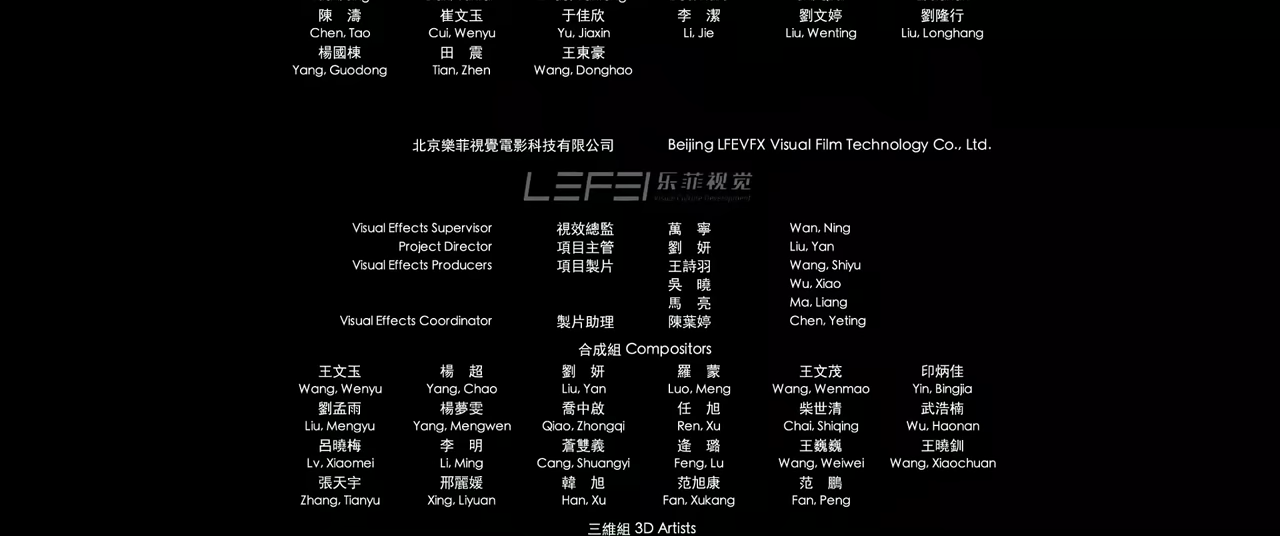 陳 濤 崔文玉 于佳欣 李 潔 劉文婷 劉隆行
Chen, Tao Cui, Wenyu Yu, Jiaxin Li, Jie Liu, Wenting Liu, Longhang
楊國棟 田 震 王東豪
Yang, Guodong Tian, Zhen Wang, Donghao
北京樂菲視覺電影科技有限公司 Beijing LFEVFX Visual Film Technology Co., Ltd.
LEFEI 乐菲视觉
Visual Culture Development
Visual Effects Supervisor 視效總監 萬 寧 Wan, Ning
Project Director 項目主管 劉 妍 Liu, Yan
Visual Effects Producers 項目製片 王詩羽 Wang, Shiyu
吳 曉 Wu, Xiao
馬 亮 Ma, Liang
Visual Effects Coordinator 製片助理 陳葉婷 Chen, Yeting
合成組 Compositors
王文玉 楊 超 劉 妍 羅 蒙 王文茂 印炳佳
Wang, Wenyu Yang, Chao Liu, Yan Luo, Meng Wang, Wenmao Yin, Bingjia
劉孟雨 楊夢雯 喬中啟 任 旭 柴世清 武浩楠
Liu, Mengyu Yang, Mengwen Qiao, Zhongqi Ren, Xu Chai, Shiqing Wu, Haonan
呂曉梅 李 明 蒼雙義 逄 璐 王巍巍 王曉釧
Lv, Xiaomei Li, Ming Cang, Shuangyi Feng, Lu Wang, Weiwei Wang, Xiaochuan
張天宇 邢麗媛 韓 旭 范旭康 范 鵬
Zhang, Tianyu Xing, Liyuan Han, Xu Fan, Xukang Fan, Peng
三維組 3D Artists